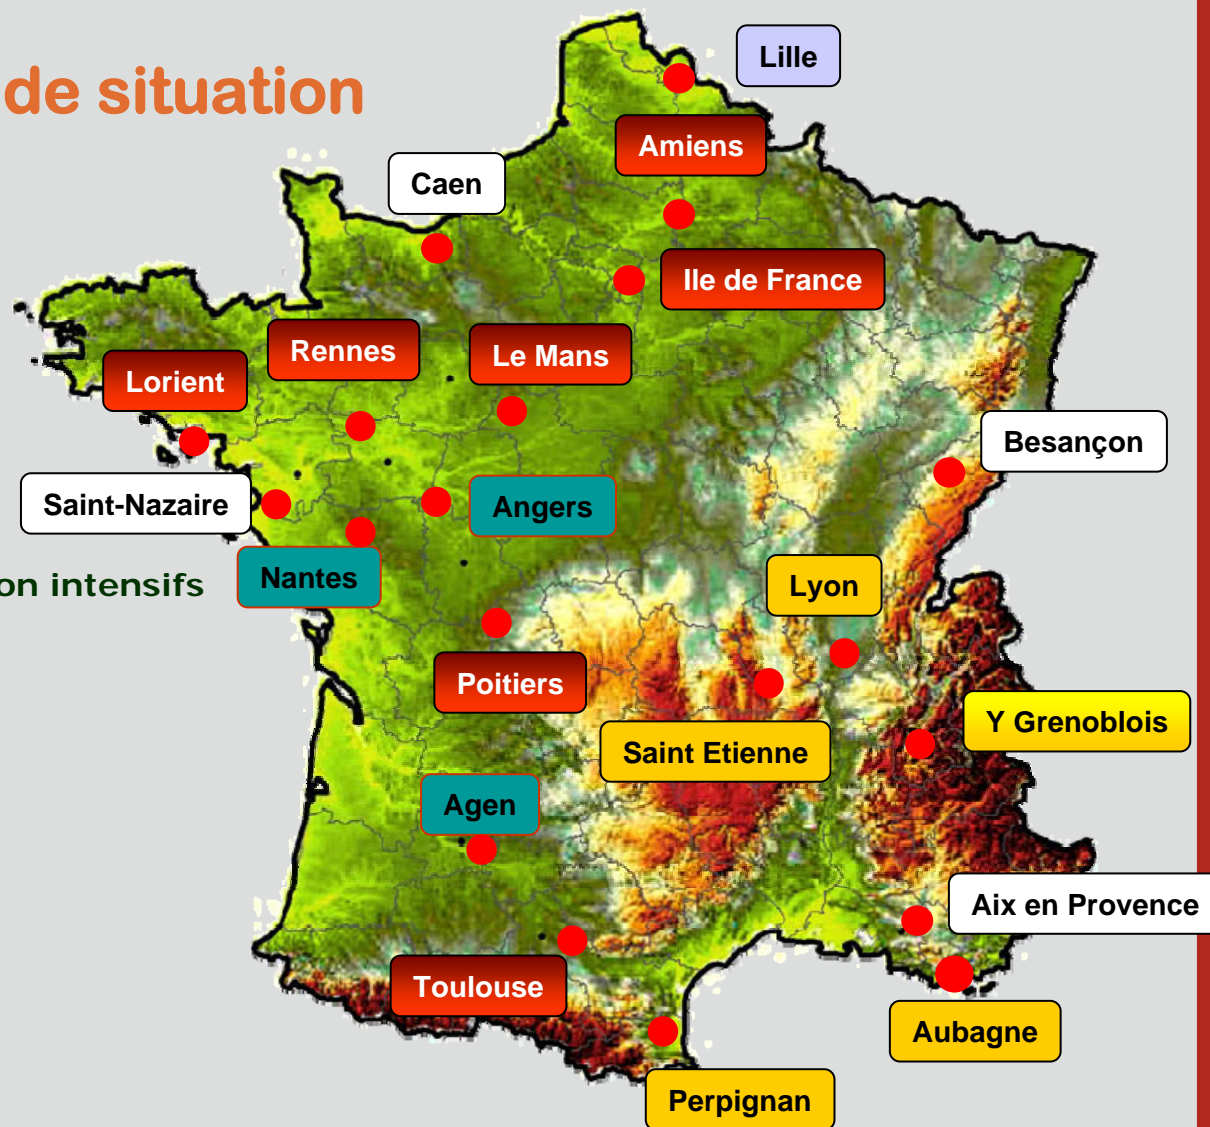 de situation
Lille
Amiens
Caen
Ile de France
Rennes
Le Mans
Lorient
Besançon
Saint-Nazaire
Angers
Nantes
on intensifs
Lyon
Poitiers
Y Grenoblois
Saint Etienne
Agen
Aix en Provence
Toulouse
Aubagne
Perpignan